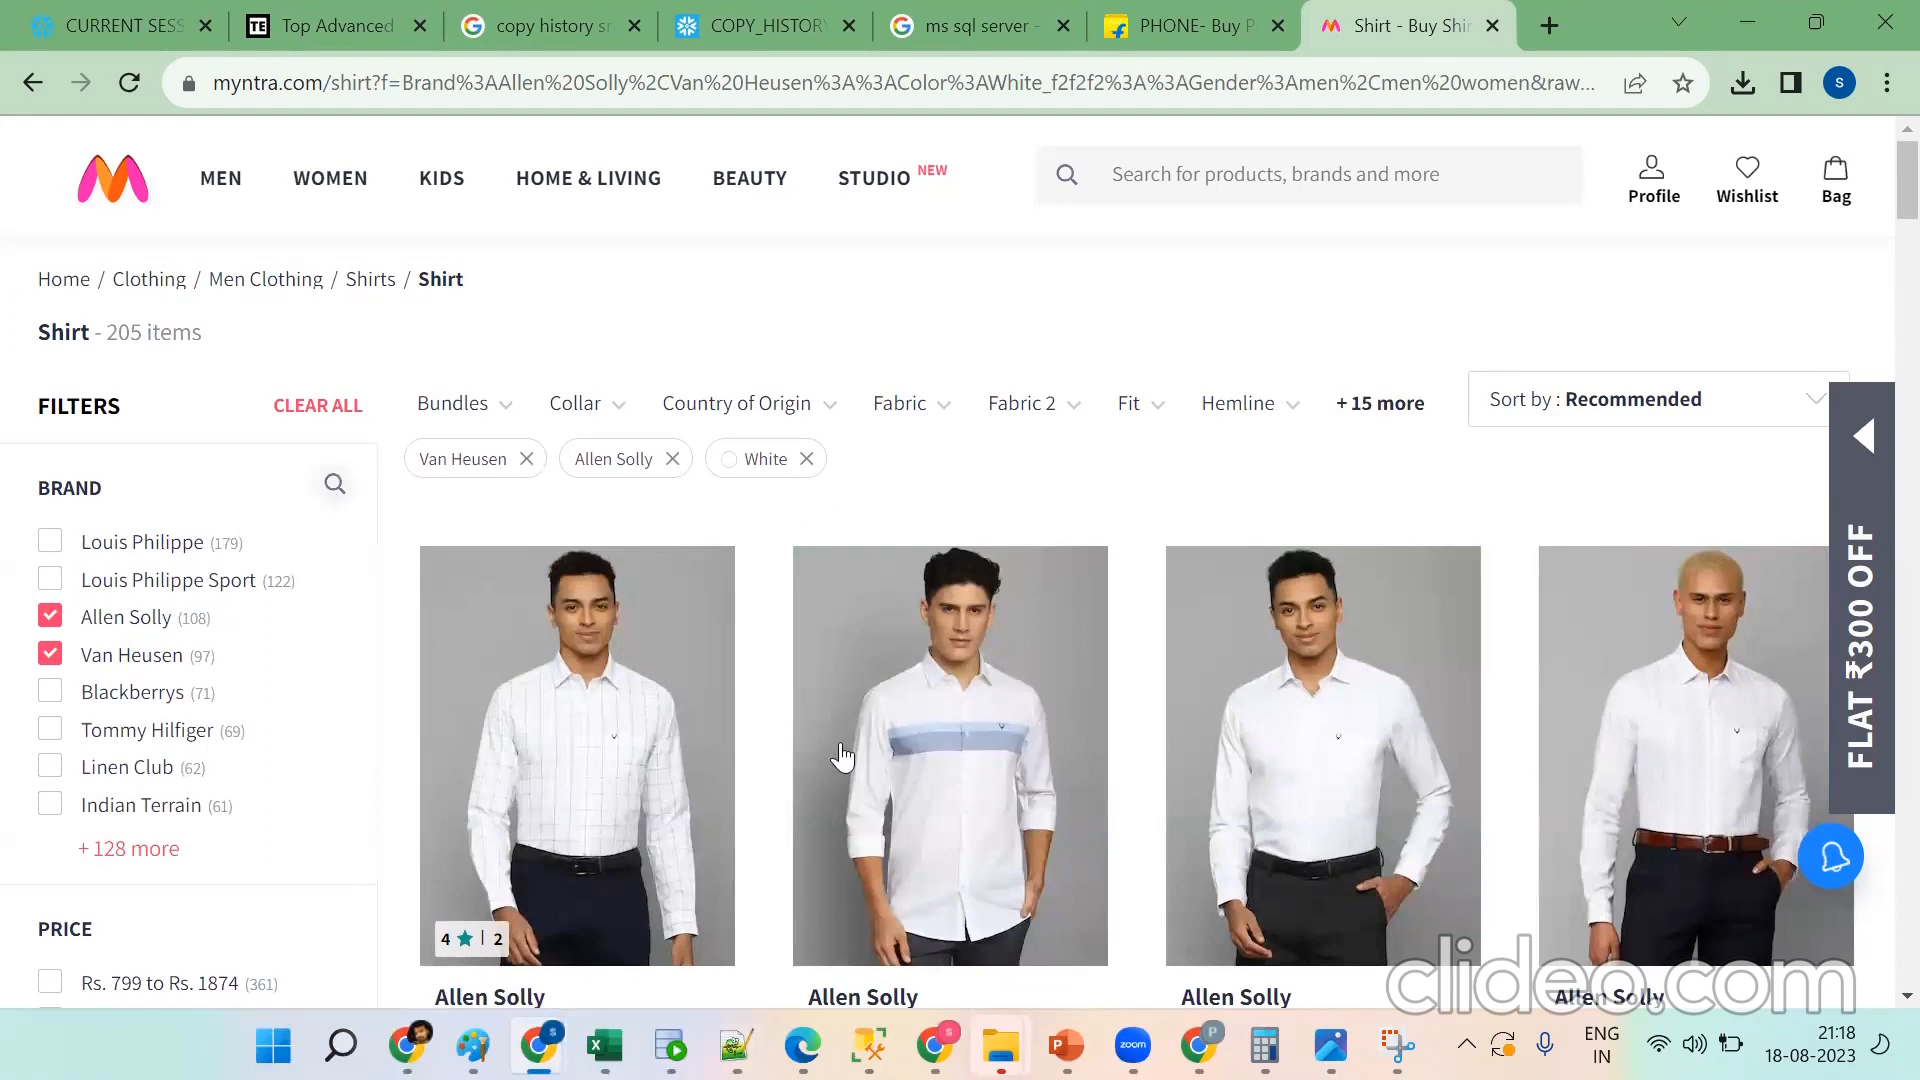 CURRENT SESS
Top Advanced
copy history sn
COPY_HISTORY
ms sql server -
PHONE- Buy P
Shirt - Buy Shir
myntra.com/shirt?f=Brand%3AAllen%20Solly%2CVan%20Heusen%3A%3AColor%3AWhite_f2f2f2%3A%3AGender%3Amen%2Cmen%20women&raw...
S
MEN
WOMEN
KIDS
HOME & LIVING
BEAUTY
STUDIO NEW
Search for products, brands and more
Profile
Wishlist
Bag
Home / Clothing / Men Clothing / Shirts / Shirt
Shirt - 205 items
FILTERS
CLEAR ALL
Bundles
Collar
Country of Origin
Fabric
Fabric 2
Fit
Hemline
+ 15 more
Sort by : Recommended
Van Heusen
Allen Solly
White
BRAND
Louis Philippe (179)
Louis Philippe Sport (122)
Allen Solly (108)
Van Heusen (97)
Blackberrys (71)
Tommy Hilfiger (69)
Linen Club (62)
Indian Terrain (61)
+ 128 more
PRICE
Rs. 799 to Rs. 1874 (361)
4 | 2
Allen Solly
Allen Solly
Allen Solly
Allen Solly
FLAT ₹300 OFF
clideo.com
zoom
ENG
IN
21:18
18-08-2023